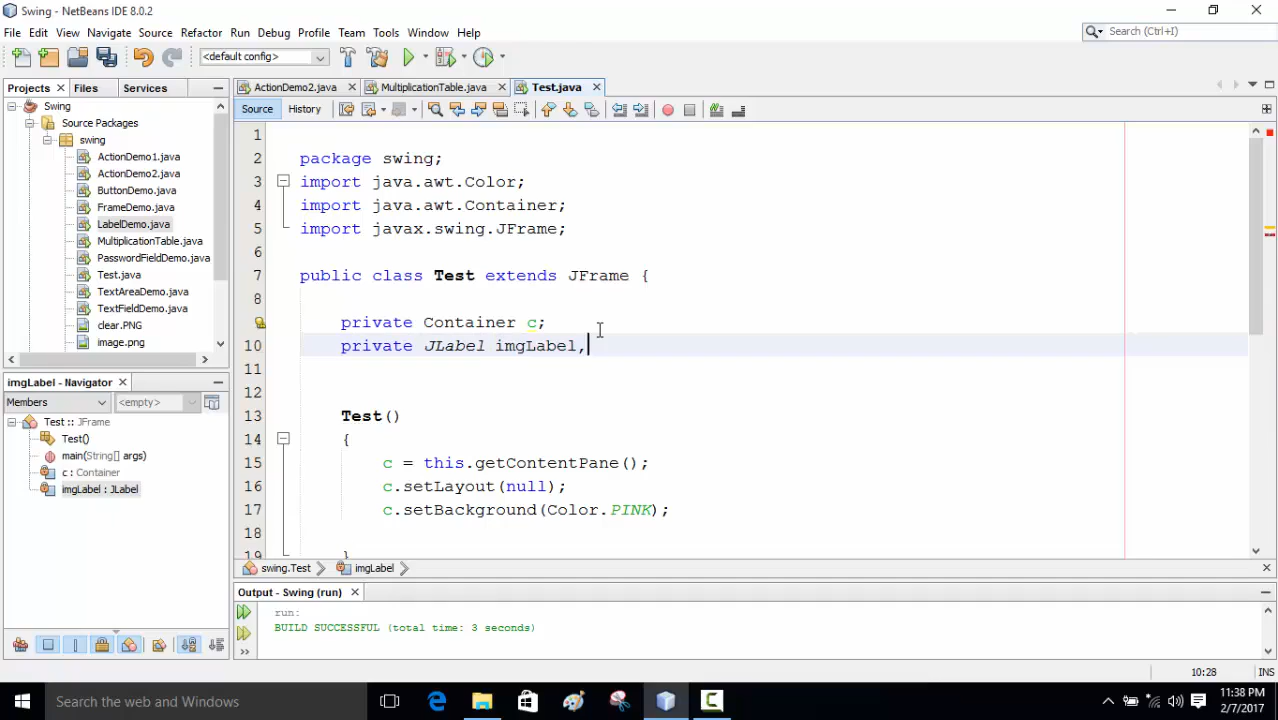 Swing - NetBeans IDE 8.0.2
File Edit View Navigate Source Refactor Run Debug Profile Team Tools Window Help
Search (Ctrl+I)
<default config>
Projects Files Services
ActionDemo2.java MultiplicationTable.java Test.java
Source History
Swing
Source Packages
swing
ActionDemo1.java
ActionDemo2.java
ButtonDemo.java
FrameDemo.java
LabelDemo.java
MultiplicationTable.java
PasswordFieldDemo.java
Test.java
TextAreaDemo.java
TextFieldDemo.java
clear.PNG
image.png
imgLabel - Navigator
Members <empty>
Test :: JFrame
Test()
main(String[] args)
c : Container
imgLabel : JLabel
1
2 package swing;
3 import java.awt.Color;
4 import java.awt.Container;
5 import javax.swing.JFrame;
6
7 public class Test extends JFrame {
8
private Container c;
10 private JLabel imgLabel,
11
12
13 Test()
14 {
15 c = this.getContentPane();
16 c.setLayout(null);
17 c.setBackground(Color.PINK);
18
19 }
swing.Test imgLabel
Output - Swing (run)
run:
BUILD SUCCESSFUL (total time: 3 seconds)
10:28 INS
Search the web and Windows
11:38 PM
2/7/2017